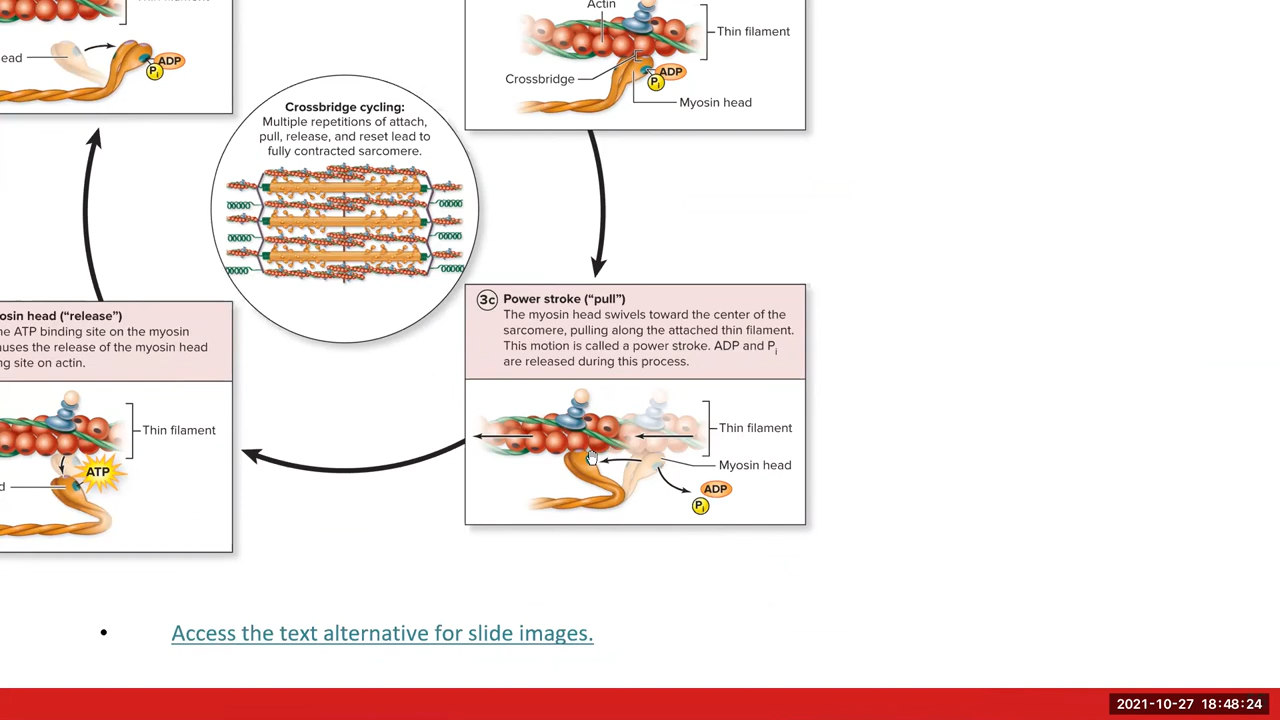 Actin
Thin filament
Crossbridge
ADP
Pi
Myosin head
ead
ADP
Pi
Crossbridge cycling:
Multiple repetitions of attach,
pull, release, and reset lead to
fully contracted sarcomere.
3c Power stroke (“pull”)
The myosin head swivels toward the center of the
sarcomere, pulling along the attached thin filament.
This motion is called a power stroke. ADP and Pi
are released during this process.
Thin filament
Myosin head
ADP
Pi
osin head (“release”)
he ATP binding site on the myosin
auses the release of the myosin head
ng site on actin.
Thin filament
ATP
d
• Access the text alternative for slide images.
2021-10-27 18:48:24